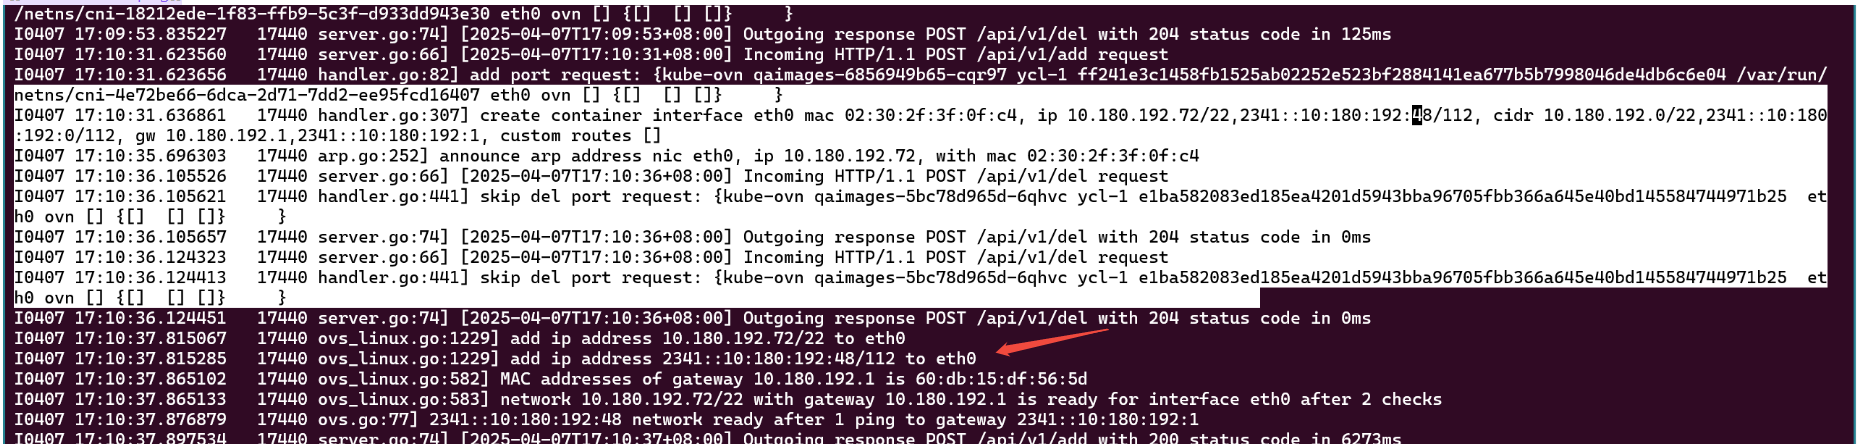 /netns/cni-18212ede-1f83-ffb9-5c3f-d933dd943e30 eth0 ovn [] {[]  [] []}     }
I0407 17:09:53.835227   17440 server.go:74] [2025-04-07T17:09:53+08:00] Outgoing response POST /api/v1/del with 204 status code in 125ms
I0407 17:10:31.623560   17440 server.go:66] [2025-04-07T17:10:31+08:00] Incoming HTTP/1.1 POST /api/v1/add request
I0407 17:10:31.623656   17440 handler.go:82] add port request: {kube-ovn qaimages-6856949b65-cqr97 ycl-1 ff241e3c1458fb1525ab02252e523bf2884141ea677b5b7998046de4db6c6e04 /var/run/
netns/cni-4e72be66-6dca-2d71-7dd2-ee95fcd16407 eth0 ovn [] {[]  [] []}     }
I0407 17:10:31.636861   17440 handler.go:307] create container interface eth0 mac 02:30:2f:3f:0f:c4, ip 10.180.192.72/22,2341::10:180:192:48/112, cidr 10.180.192.0/22,2341::10:180
:192:0/112, gw 10.180.192.1,2341::10:180:192:1, custom routes []
I0407 17:10:35.696303   17440 arp.go:252] announce arp address nic eth0, ip 10.180.192.72, with mac 02:30:2f:3f:0f:c4
I0407 17:10:36.105526   17440 server.go:66] [2025-04-07T17:10:36+08:00] Incoming HTTP/1.1 POST /api/v1/del request
I0407 17:10:36.105621   17440 handler.go:441] skip del port request: {kube-ovn qaimages-5bc78d965d-6qhvc ycl-1 e1ba582083ed185ea4201d5943bba96705fbb366a645e40bd145584744971b25  et
h0 ovn [] {[]  [] []}     }
I0407 17:10:36.105657   17440 server.go:74] [2025-04-07T17:10:36+08:00] Outgoing response POST /api/v1/del with 204 status code in 0ms
I0407 17:10:36.124323   17440 server.go:66] [2025-04-07T17:10:36+08:00] Incoming HTTP/1.1 POST /api/v1/del request
I0407 17:10:36.124413   17440 handler.go:441] skip del port request: {kube-ovn qaimages-5bc78d965d-6qhvc ycl-1 e1ba582083ed185ea4201d5943bba96705fbb366a645e40bd145584744971b25  et
h0 ovn [] {[]  [] []}     }
I0407 17:10:36.124451   17440 server.go:74] [2025-04-07T17:10:36+08:00] Outgoing response POST /api/v1/del with 204 status code in 0ms
I0407 17:10:37.815067   17440 ovs_linux.go:1229] add ip address 10.180.192.72/22 to eth0
I0407 17:10:37.815285   17440 ovs_linux.go:1229] add ip address 2341::10:180:192:48/112 to eth0
I0407 17:10:37.865102   17440 ovs_linux.go:582] MAC addresses of gateway 10.180.192.1 is 60:db:15:df:56:5d
I0407 17:10:37.865133   17440 ovs_linux.go:583] network 10.180.192.72/22 with gateway 10.180.192.1 is ready for interface eth0 after 2 checks
I0407 17:10:37.876879   17440 ovs.go:77] 2341::10:180:192:48 network ready after 1 ping to gateway 2341::10:180:192:1
I0407 17:10:37.897534   17440 server.go:74] [2025-04-07T17:10:37+08:00] Outgoing response POST /api/v1/add with 200 status code in 6273ms